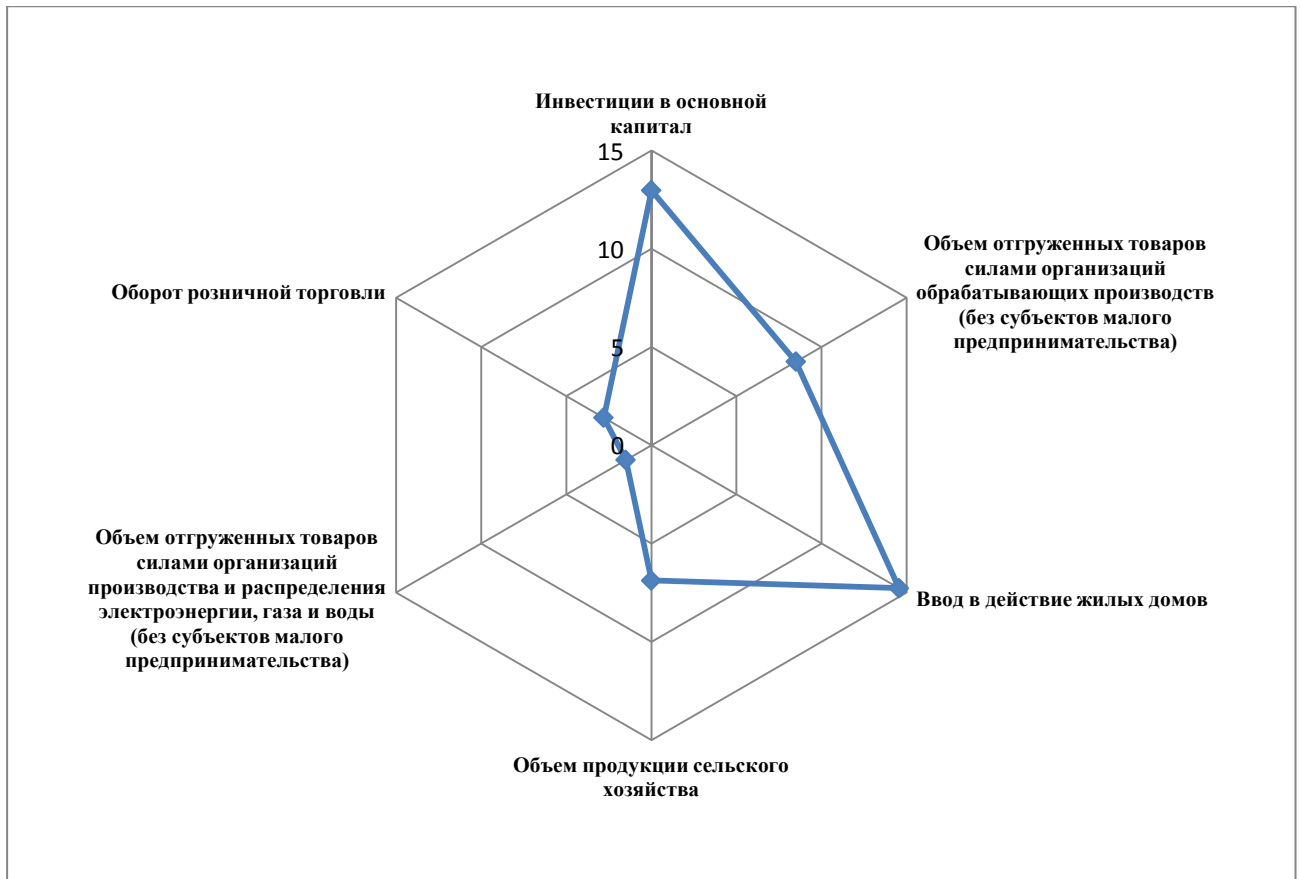 Инвестиции в основной
капитал
15
Объем отгруженных товаров
силами организаций
обрабатывающих производств
(без субъектов малого
предпринимательства)
10
Оборот розничной торговли
5
0
Объем отгруженных товаров
силами организаций
производства и распределения
электроэнергии, газа и воды
(без субъектов малого
предпринимательства)
Ввод в действие жилых домов
Объем продукции сельского
хозяйства